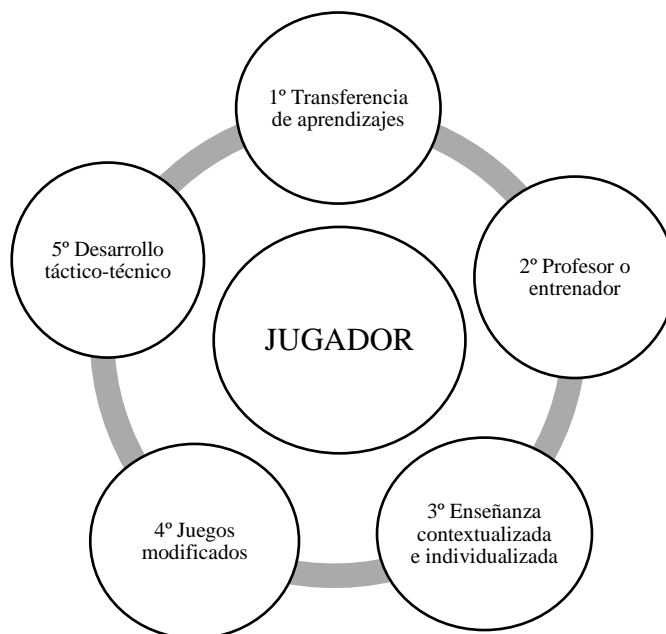 1º Transferencia
de aprendizajes
2º Profesor o
entrenador
3º Enseñanza
contextualizada
e individualizada
4º Juegos
modificados
5º Desarrollo
táctico-técnico
JUGADOR